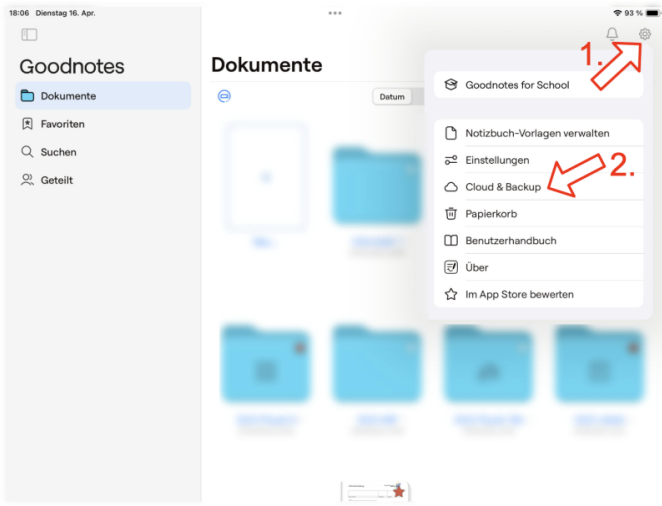 18:06 Dienstag 16. Apr.
93 %
Goodnotes
Dokumente
Favoriten
Suchen
Geteilt
Dokumente
Datum
1.
Goodnotes for School
Notizbuch-Vorlagen verwalten
Einstellungen
2.
Cloud & Backup
Papierkorb
Benutzerhandbuch
Über
Im App Store bewerten